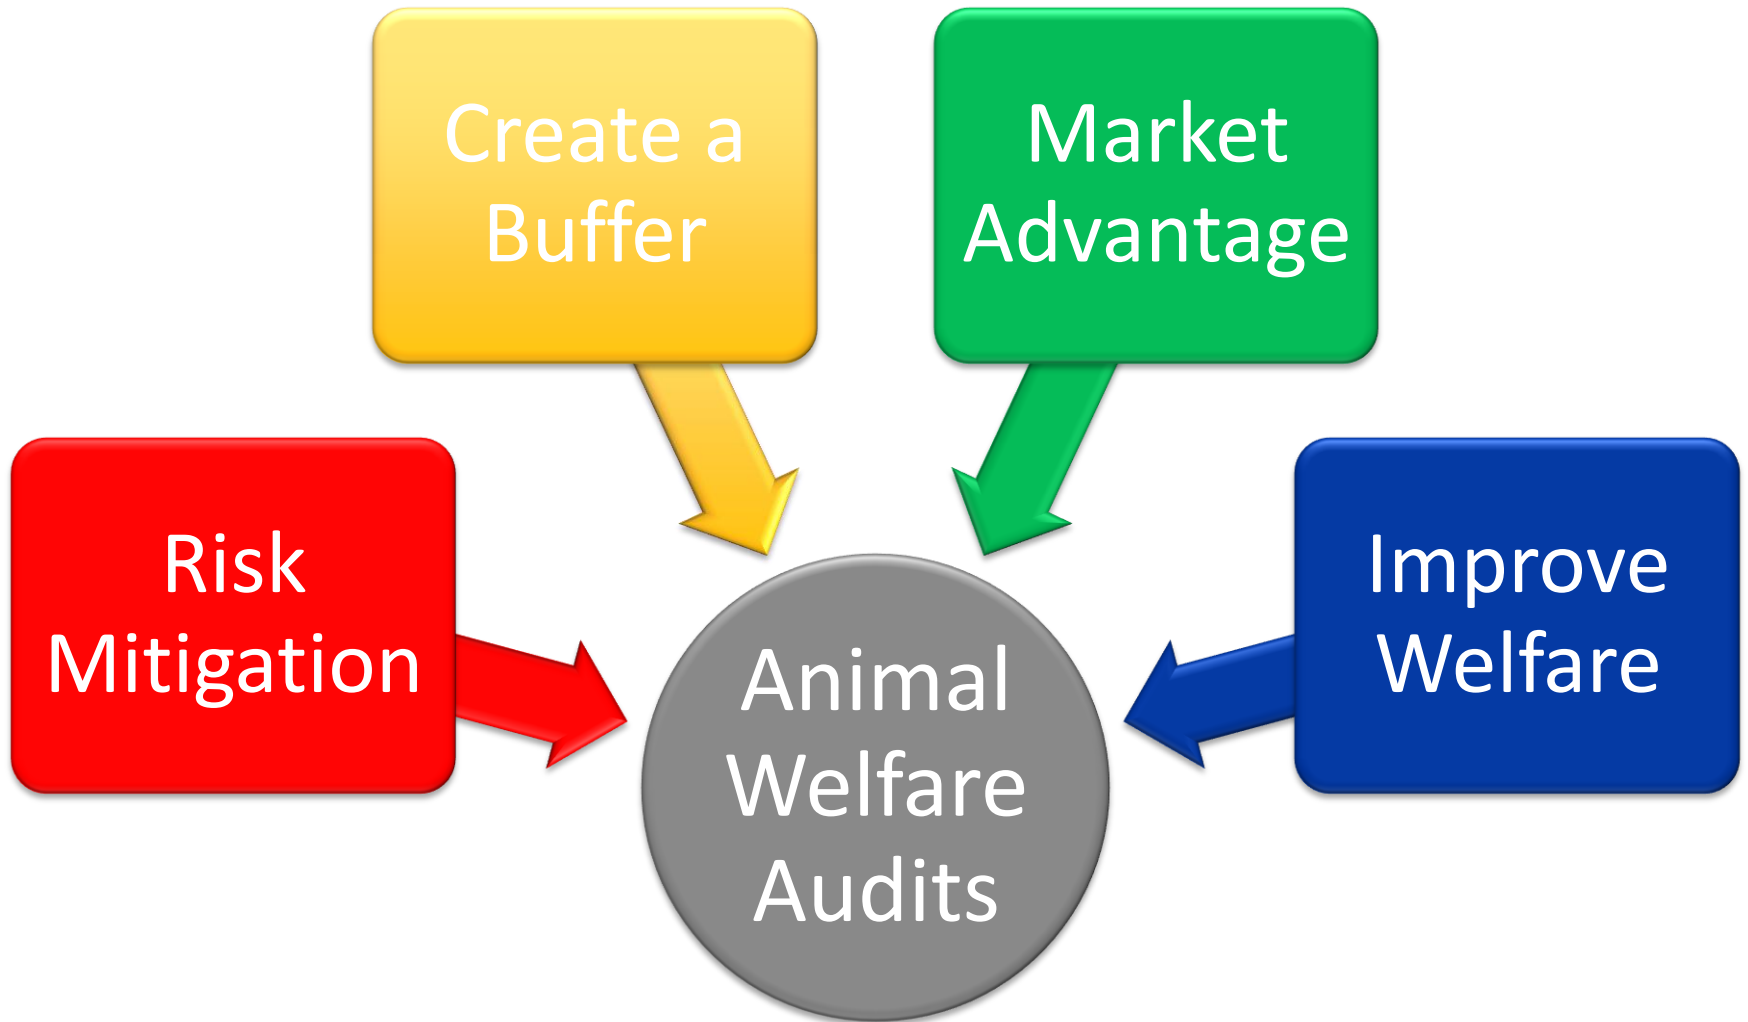 Create a
Buffer
Market
Advantage
Risk
Mitigation
Improve
Welfare
Animal
Welfare
Audits